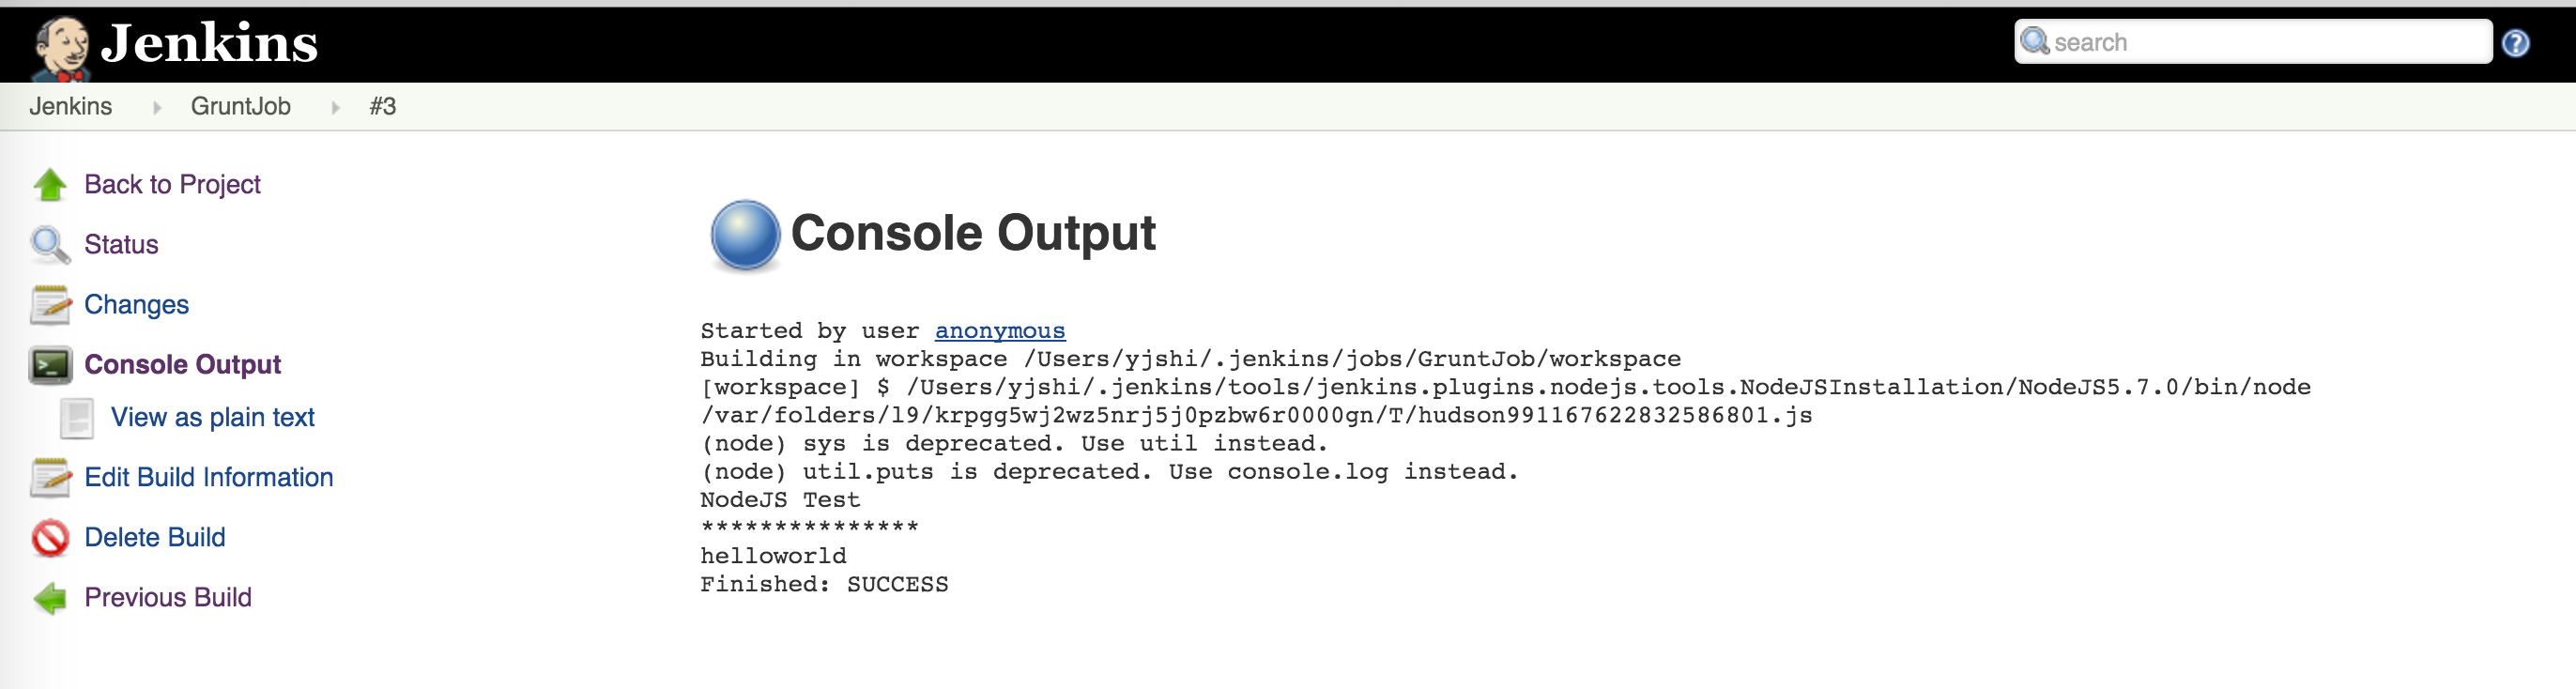 Jenkins
search
Jenkins GruntJob #3
Back to Project
Status
Changes
Console Output
View as plain text
Edit Build Information
Delete Build
Previous Build
Console Output
Started by user anonymous
Building in workspace /Users/yjshi/.jenkins/jobs/GruntJob/workspace
[workspace] $ /Users/yjshi/.jenkins/tools/jenkins.plugins.nodejs.tools.NodeJSInstallation/NodeJS5.7.0/bin/node
/var/folders/l9/krpgg5wj2wz5nrj5j0pzbw6r0000gn/T/hudson991167622832586801.js
(node) sys is deprecated. Use util instead.
(node) util.puts is deprecated. Use console.log instead.
NodeJS Test
***************
helloworld
Finished: SUCCESS